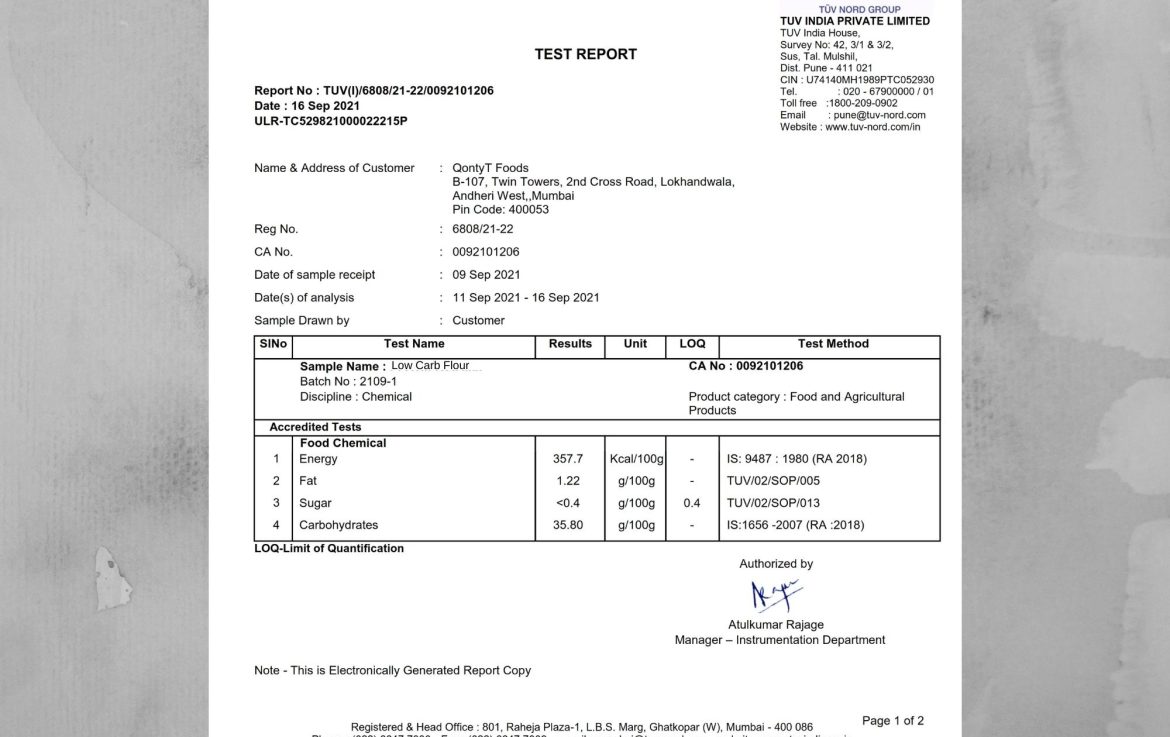 TÜV NORD GROUP
TUV INDIA PRIVATE LIMITED
TUV India House,
Survey No: 42, 3/1 & 3/2,
Sus, Tal. Mulshil,
Dist. Pune - 411 021
CIN : U74140MH1989PTC052930
Tel. : 020 - 67900000 / 01
Toll free :1800-209-0902
Email : pune@tuv-nord.com
Website : www.tuv-nord.com/in
TEST REPORT
Report No : TUV(I)/6808/21-22/0092101206
Date : 16 Sep 2021
ULR-TC529821000022215P
Name & Address of Customer : QontyT Foods
B-107, Twin Towers, 2nd Cross Road, Lokhandwala,
Andheri West,,Mumbai
Pin Code: 400053
Reg No. : 6808/21-22
CA No. : 0092101206
Date of sample receipt : 09 Sep 2021
Date(s) of analysis : 11 Sep 2021 - 16 Sep 2021
Sample Drawn by : Customer
SlNo Test Name Results Unit LOQ Test Method
Sample Name : Low Carb Flour CA No : 0092101206
Batch No : 2109-1
Discipline : Chemical Product category : Food and Agricultural
Products
Accredited Tests
Food Chemical
1 Energy 357.7 Kcal/100g - IS: 9487 : 1980 (RA 2018)
2 Fat 1.22 g/100g - TUV/02/SOP/005
3 Sugar <0.4 g/100g 0.4 TUV/02/SOP/013
4 Carbohydrates 35.80 g/100g - IS:1656 -2007 (RA :2018)
LOQ-Limit of Quantification
Authorized by
Atulkumar Rajage
Manager – Instrumentation Department
Note - This is Electronically Generated Report Copy
Page 1 of 2
Registered & Head Office : 801, Raheja Plaza-1, L.B.S. Marg, Ghatkopar (W), Mumbai - 400 086